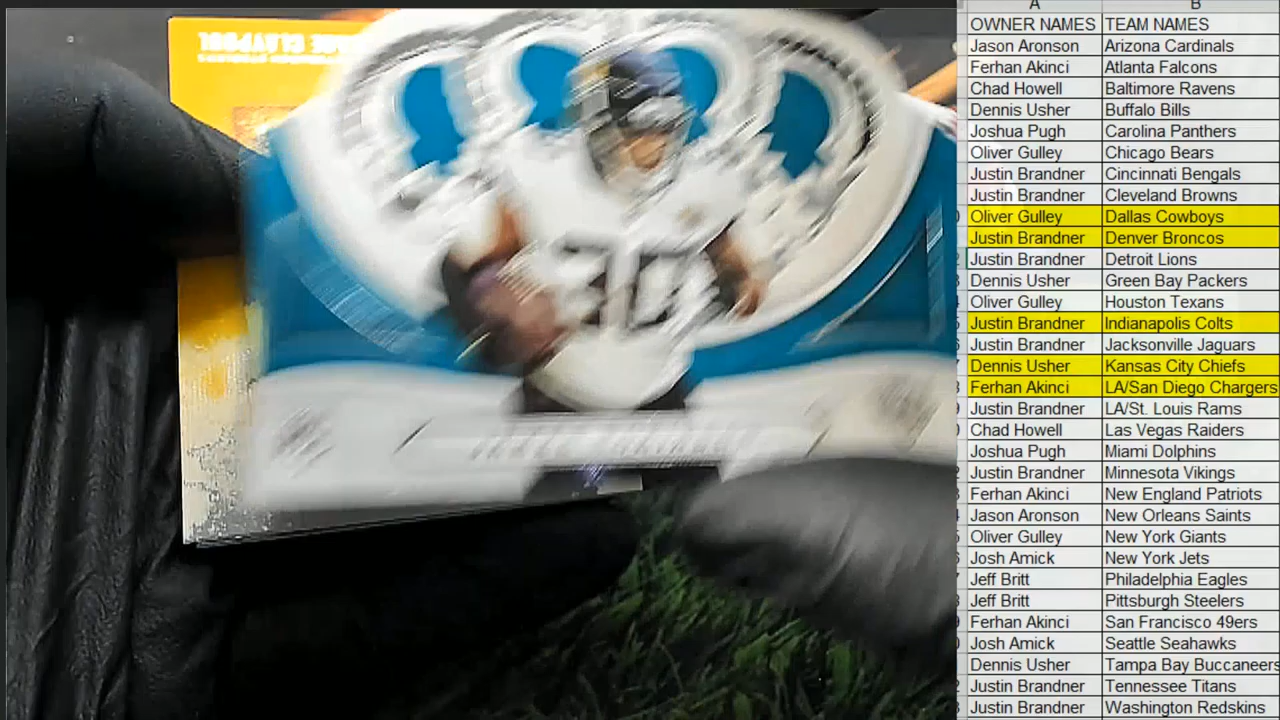 A B
OWNER NAMES TEAM NAMES
Jason Aronson Arizona Cardinals
Ferhan Akinci Atlanta Falcons
Chad Howell Baltimore Ravens
Dennis Usher Buffalo Bills
Joshua Pugh Carolina Panthers
Oliver Gulley Chicago Bears
Justin Brandner Cincinnati Bengals
Justin Brandner Cleveland Browns
Oliver Gulley Dallas Cowboys
Justin Brandner Denver Broncos
Justin Brandner Detroit Lions
Dennis Usher Green Bay Packers
Oliver Gulley Houston Texans
Justin Brandner Indianapolis Colts
Justin Brandner Jacksonville Jaguars
Dennis Usher Kansas City Chiefs
Ferhan Akinci LA/San Diego Chargers
Justin Brandner LA/St. Louis Rams
Chad Howell Las Vegas Raiders
Joshua Pugh Miami Dolphins
Justin Brandner Minnesota Vikings
Ferhan Akinci New England Patriots
Jason Aronson New Orleans Saints
Oliver Gulley New York Giants
Josh Amick New York Jets
Jeff Britt Philadelphia Eagles
Jeff Britt Pittsburgh Steelers
Ferhan Akinci San Francisco 49ers
Josh Amick Seattle Seahawks
Dennis Usher Tampa Bay Buccaneers
Justin Brandner Tennessee Titans
Justin Brandner Washington Redskins